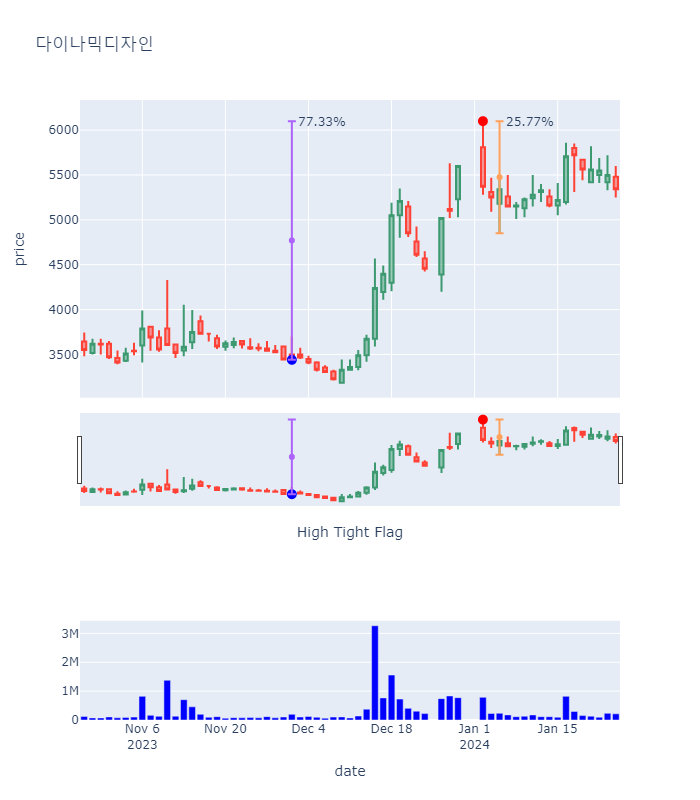 다이나믹디자인
77.33%
25.77%
6000
5500
5000
4500
4000
3500
price
High Tight Flag
3M
2M
1M
0
Nov 6
2023
Nov 20
Dec 4
Dec 18
Jan 1
2024
Jan 15
date